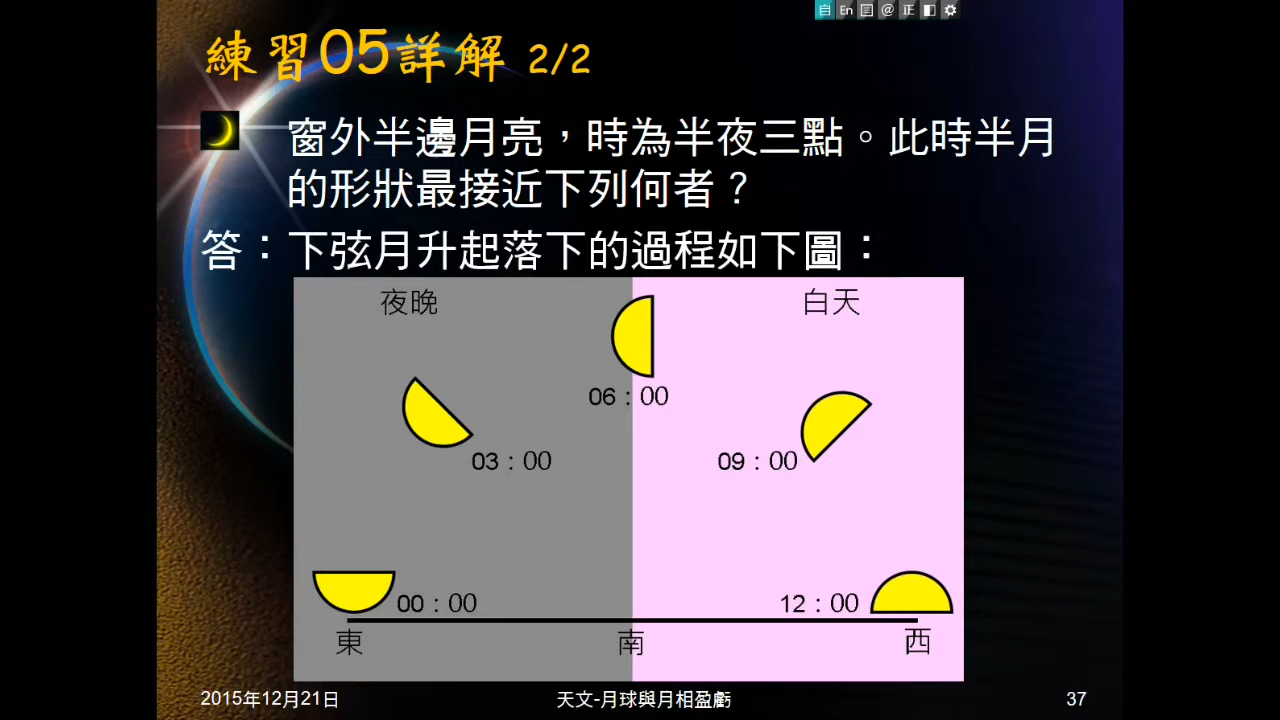 自 En 正
練習05詳解 2/2
窗外半邊月亮，時為半夜三點。此時半月
的形狀最接近下列何者？
答：下弦月升起落下的過程如下圖：
夜晚 白天
06：00
03：00 09：00
00：00 12：00
東 南 西
2015年12月21日 天文-月球與月相盈虧 37